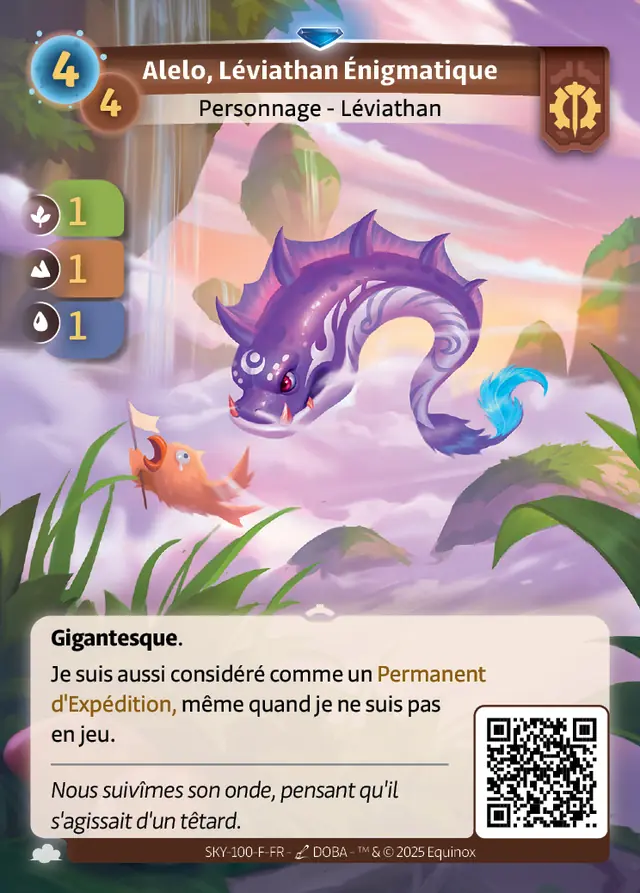 4
4
Alelo, Léviathan Énigmatique
Personnage - Léviathan
1
1
1
Gigantesque.
Je suis aussi considéré comme un Permanent
d'Expédition, même quand je ne suis pas
en jeu.
Nous suivîmes son onde, pensant qu'il
s'agissait d'un têtard.
SKY-100-F-FR - DOBA - ™ & © 2025 Equinox